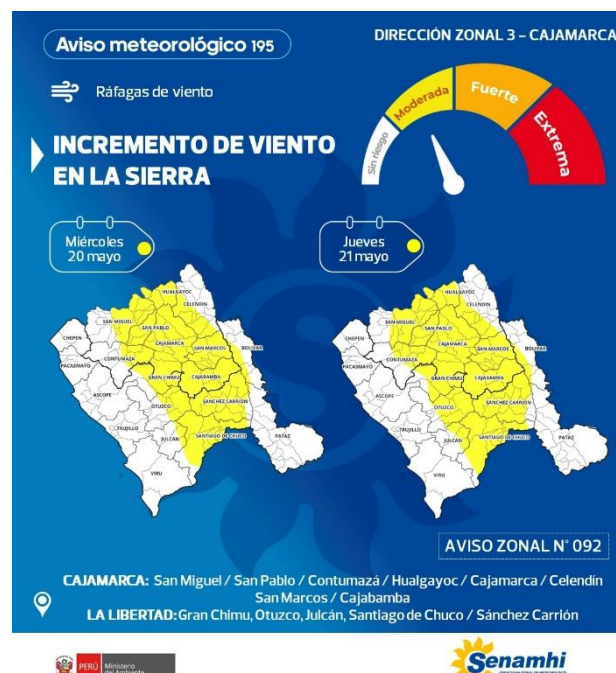 Aviso meteorológico 195
DIRECCIÓN ZONAL 3 – CAJAMARCA
Ráfagas de viento
Sin riesgo
Moderada
Fuerte
Extrema
INCREMENTO DE VIENTO
EN LA SIERRA
Miércoles
20 mayo
Jueves
21 mayo
HUALGAYOC
CELENDIN
SAN MIGUEL
SAN PABLO
CHEPEN
CAJAMARCA
SAN MARCOS
BOLIVAR
PACASMAYO
CONTUMAZA
GRAN CHIMU
CAJABAMBA
ASCOPE
OTUZCO
SANCHEZ CARRION
TRUJILLO
JULCAN
SANTIAGO DE CHUCO
PATAZ
VIRU
HUALGAYOC
CELENDIN
SAN MIGUEL
SAN PABLO
CHEPEN
CAJAMARCA
SAN MARCOS
BOLIVAR
PACASMAYO
CONTUMAZA
GRAN CHIMU
CAJABAMBA
ASCOPE
OTUZCO
SANCHEZ CARRION
TRUJILLO
JULCAN
SANTIAGO DE CHUCO
PATAZ
VIRU
AVISO ZONAL N° 092
CAJAMARCA: San Miguel / San Pablo / Contumazá / Hualgayoc / Cajamarca / Celendín
San Marcos / Cajabamba
LA LIBERTAD: Gran Chimu, Otuzco, Julcán, Santiago de Chuco / Sánchez Carrión
PERÚ
Ministerio
del Ambiente
Senamhi